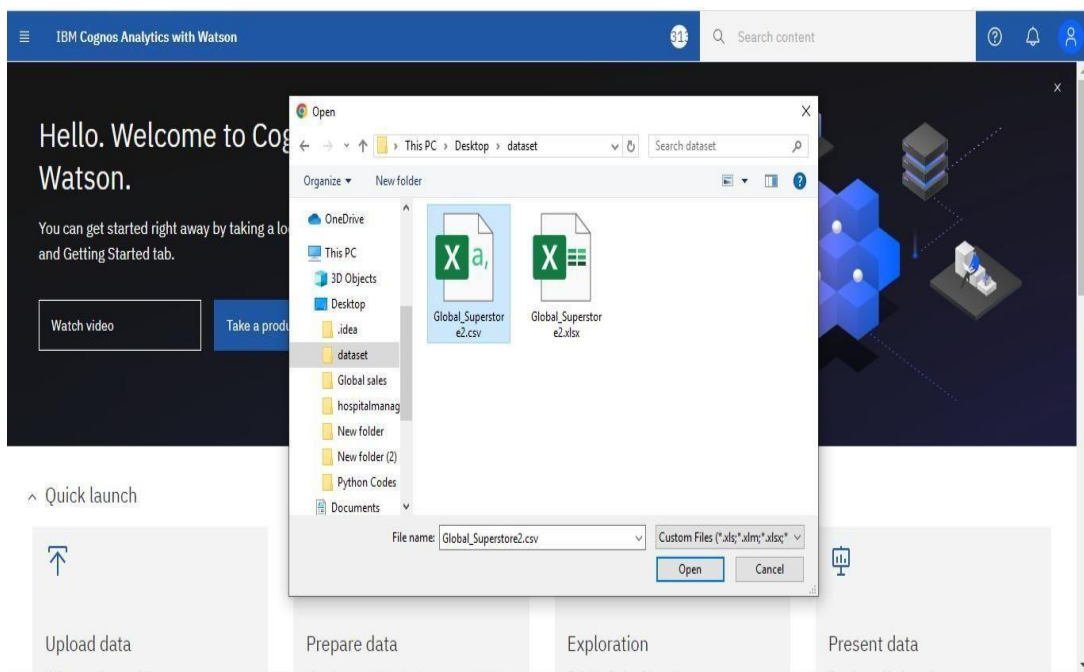 IBM Cognos Analytics with Watson
Search content
Hello. Welcome to Cog
Watson.
You can get started right away by taking a lo
and Getting Started tab.
Watch video
Take a produ
Open
This PC > Desktop > dataset
Search dataset
Organize
New folder
OneDrive
This PC
3D Objects
Desktop
.idea
dataset
Global sales
hospitalmanag
New folder
New folder (2)
Python Codes
Documents
Global_Superstor
e2.csv
Global_Superstor
e2.xlsx
File name:
Global_Superstore2.csv
Custom Files (*.xls;*.xlm;*.xlsx;*
Open
Cancel
Quick launch
Upload data
Prepare data
Exploration
Present data